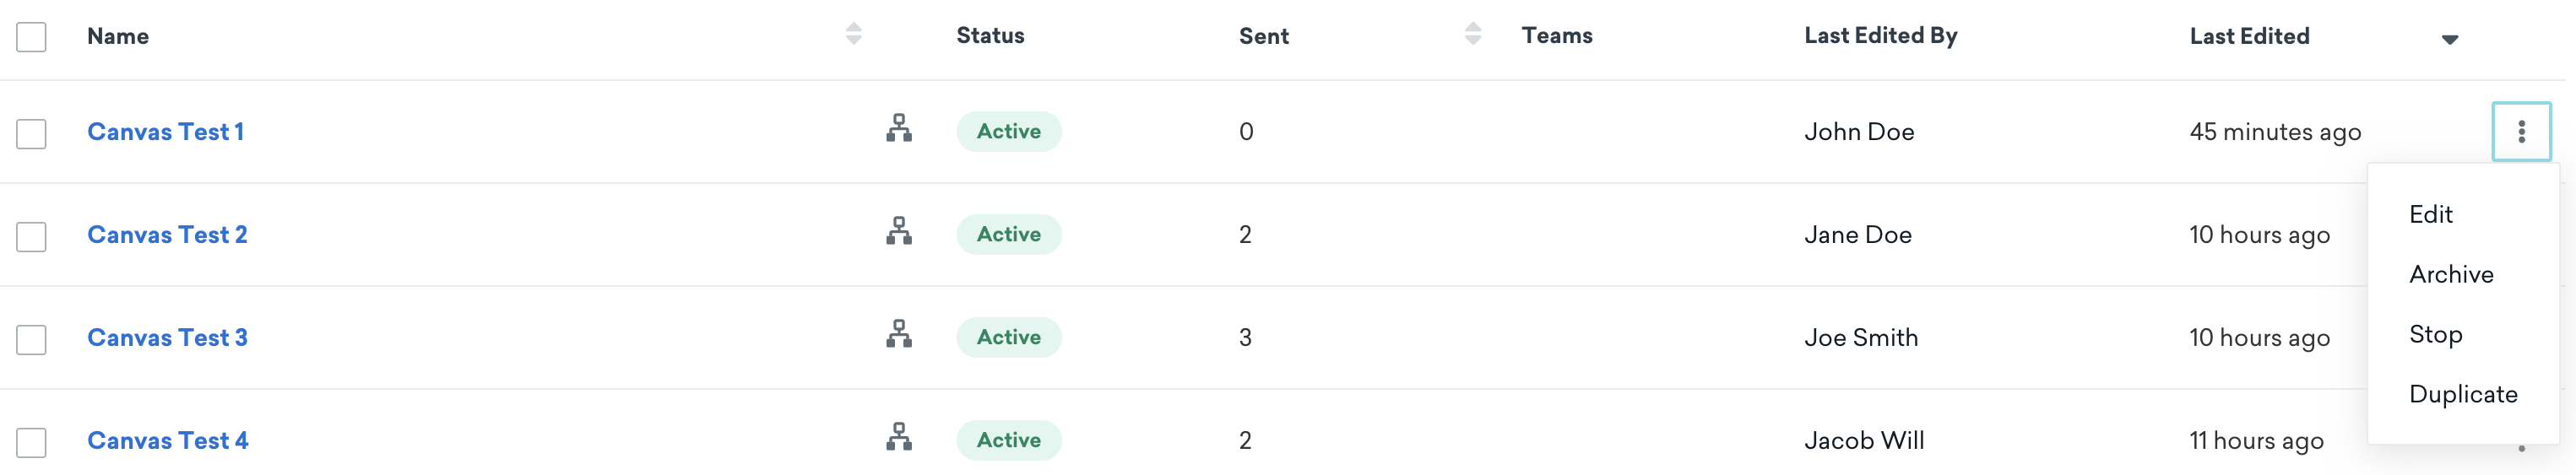 Name Status Sent Teams Last Edited By Last Edited
Canvas Test 1 Active 0 John Doe 45 minutes ago
Canvas Test 2 Active 2 Jane Doe 10 hours ago
Canvas Test 3 Active 3 Joe Smith 10 hours ago
Canvas Test 4 Active 2 Jacob Will 11 hours ago
Edit
Archive
Stop
Duplicate